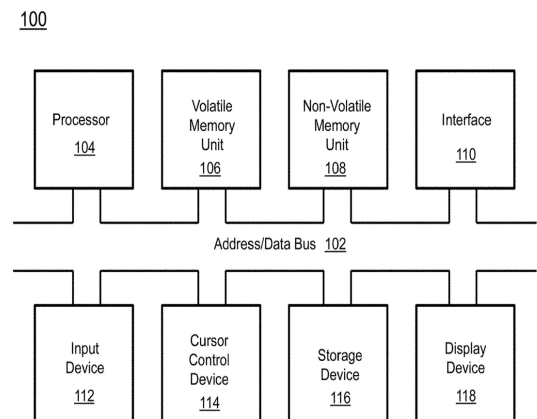 100
Processor
104
Volatile
Memory
Unit
106
Non-Volatile
Memory
Unit
108
Interface
110
Address/Data Bus 102
Input
Device
112
Cursor
Control
Device
114
Storage
Device
116
Display
Device
118